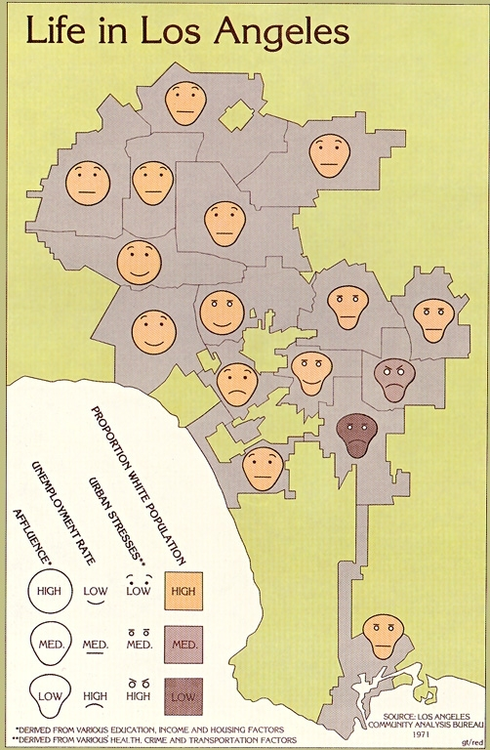 Life in Los Angeles
PROPORTION WHITE POPULATION
URBAN STRESSES**
UNEMPLOYMENT RATE
AFFLUENCE*
HIGH LOW LOW HIGH
MED. MED. MED. MED.
LOW HIGH HIGH LOW
SOURCE: LOS ANGELES
COMMUNITY ANALYSIS BUREAU
1971
*DERIVED FROM VARIOUS EDUCATION, INCOME AND HOUSING FACTORS
**DERIVED FROM VARIOUS HEALTH, CRIME AND TRANSPORTATION FACTORS
gt/red